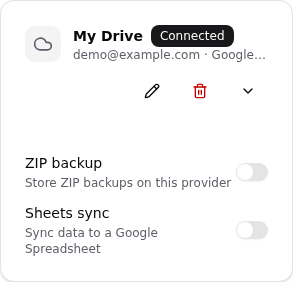 My Drive Connected
demo@example.com · Google...
ZIP backup
Store ZIP backups on this provider
Sheets sync
Sync data to a Google
Spreadsheet